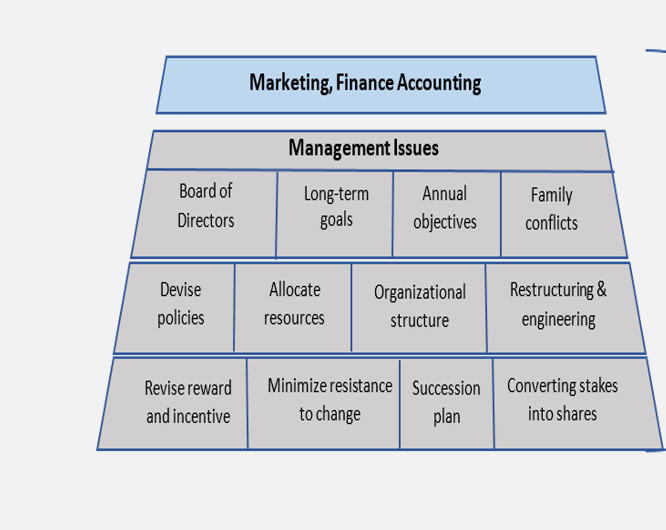 Marketing, Finance Accounting
Management Issues
Board of
Directors
Long-term
goals
Annual
objectives
Family
conflicts
Devise
policies
Allocate
resources
Organizational
structure
Restructuring &
engineering
Revise reward
and incentive
Minimize resistance
to change
Succession
plan
Converting stakes
into shares